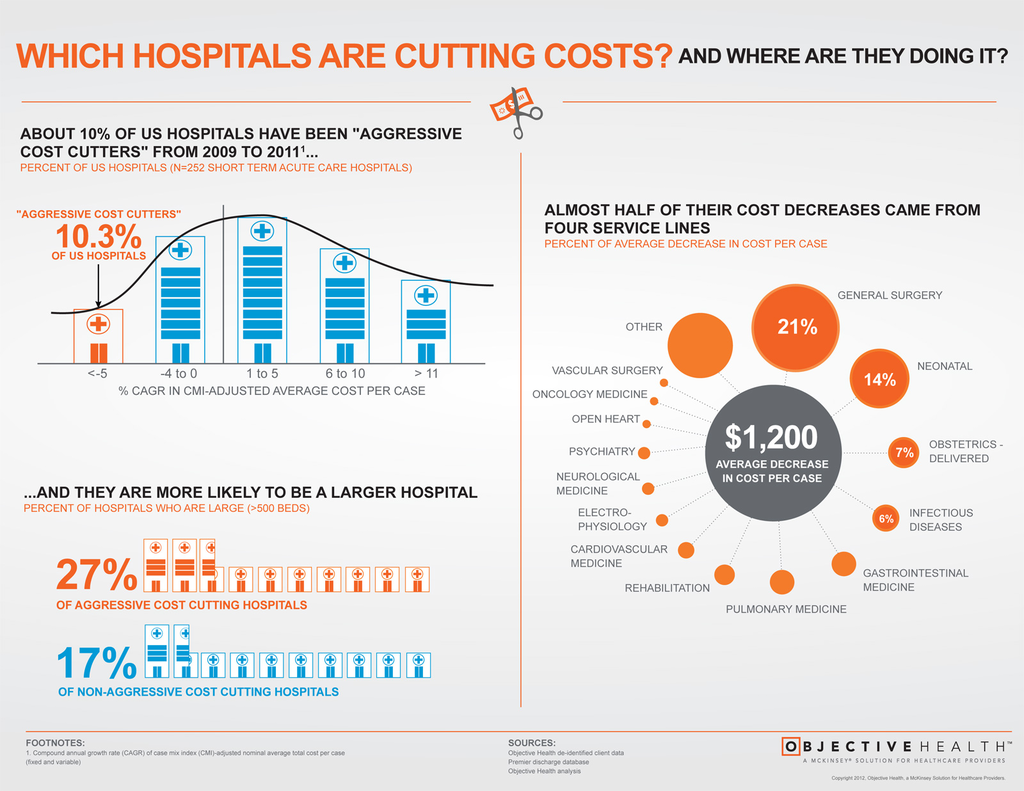 WHICH HOSPITALS ARE CUTTING COSTS? AND WHERE ARE THEY DOING IT?
ABOUT 10% OF US HOSPITALS HAVE BEEN "AGGRESSIVE
COST CUTTERS" FROM 2009 TO 2011¹...
PERCENT OF US HOSPITALS (N=252 SHORT TERM ACUTE CARE HOSPITALS)
"AGGRESSIVE COST CUTTERS"
10.3%
OF US HOSPITALS
<-5
-4 to 0
1 to 5
6 to 10
> 11
% CAGR IN CMI-ADJUSTED AVERAGE COST PER CASE
...AND THEY ARE MORE LIKELY TO BE A LARGER HOSPITAL
PERCENT OF HOSPITALS WHO ARE LARGE (>500 BEDS)
27%
OF AGGRESSIVE COST CUTTING HOSPITALS
17%
OF NON-AGGRESSIVE COST CUTTING HOSPITALS
ALMOST HALF OF THEIR COST DECREASES CAME FROM
FOUR SERVICE LINES
PERCENT OF AVERAGE DECREASE IN COST PER CASE
$1,200
AVERAGE DECREASE
IN COST PER CASE
GENERAL SURGERY
21%
NEONATAL
14%
OBSTETRICS -
DELIVERED
7%
INFECTIOUS
DISEASES
6%
GASTROINTESTINAL
MEDICINE
PULMONARY MEDICINE
REHABILITATION
CARDIOVASCULAR
MEDICINE
ELECTRO-
PHYSIOLOGY
NEUROLOGICAL
MEDICINE
PSYCHIATRY
OPEN HEART
ONCOLOGY MEDICINE
VASCULAR SURGERY
OTHER
FOOTNOTES:
1. Compound annual growth rate (CAGR) of case mix index (CMI)-adjusted nominal average total cost per case
(fixed and variable)
SOURCES:
Objective Health de-identified client data
Premier discharge database
Objective Health analysis
OBJECTIVE HEALTH™
A MCKINSEY® SOLUTION FOR HEALTHCARE PROVIDERS
Copyright 2012. Objective Health, a McKinsey Solution for Healthcare Providers.